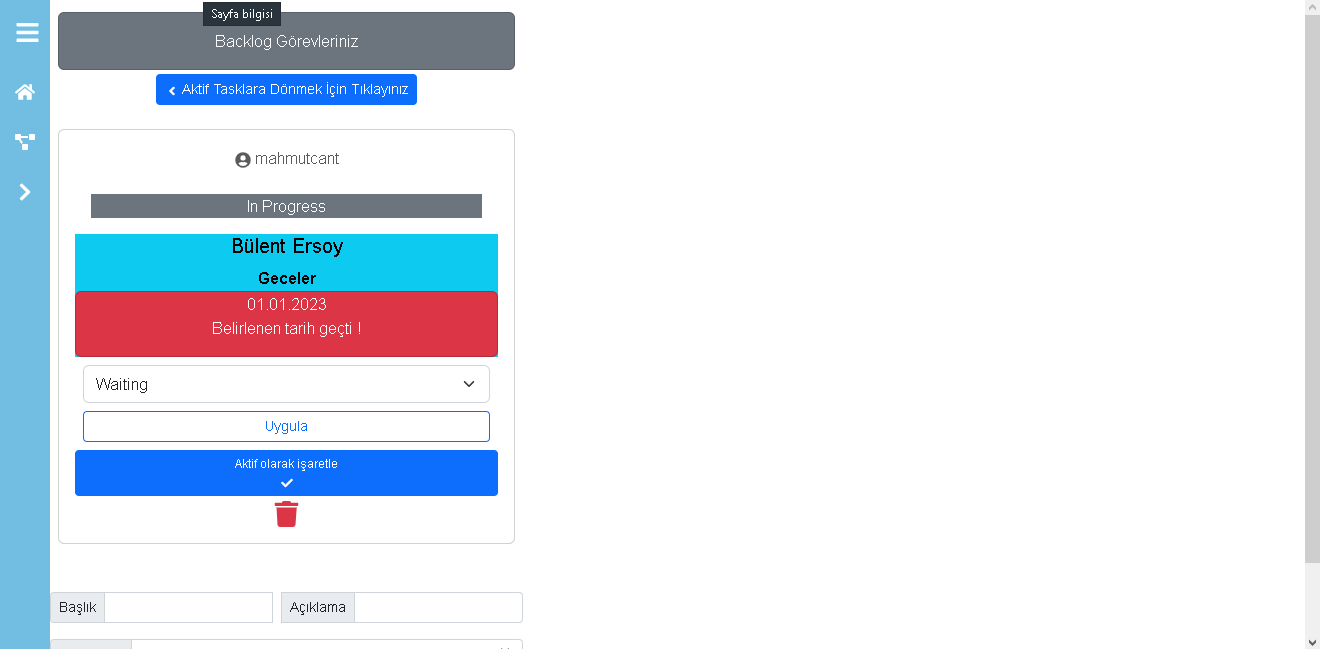 Sayfa bilgisi
Backlog Görevleriniz
Aktif Tasklara Dönmek İçin Tıklayınız
mahmutcant
In Progress
Bülent Ersoy
Geceler
01.01.2023
Belirlenen tarih geçti !
Waiting
Uygula
Aktif olarak işaretle
Başlık
Açıklama